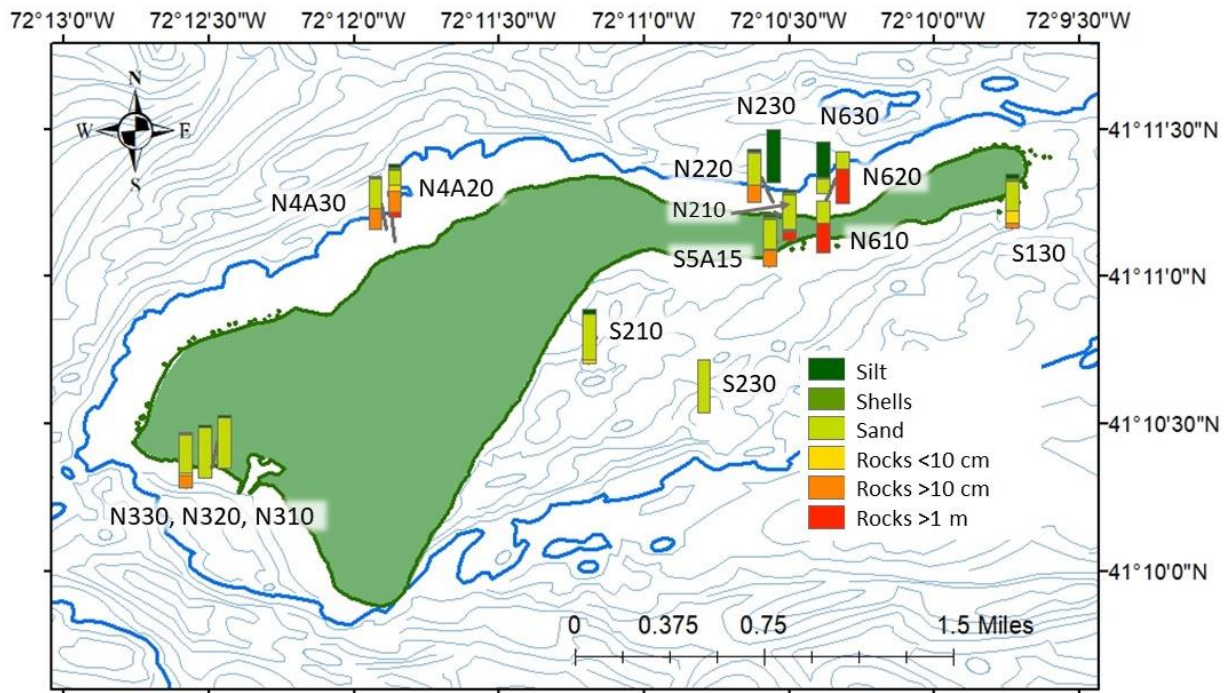 72°13'0"W 72°12'30"W 72°12'0"W 72°11'30"W 72°11'0"W 72°10'30"W 72°10'0"W 72°9'30"W
N
W E
S
N230
N630
41°11'30"N
N220
N620
N4A20
N4A30
N210
N610
S5A15
S130
41°11'0"N
S210
S230
Silt
Shells
Sand
Rocks <10 cm
Rocks >10 cm
Rocks >1 m
41°10'30"N
N330, N320, N310
41°10'0"N
0 0.375 0.75 1.5 Miles